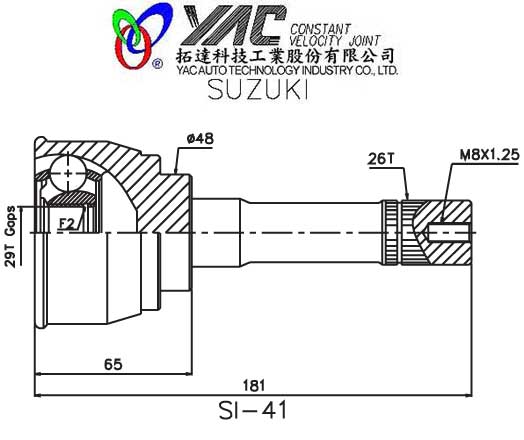 YAC CONSTANT
VELOCITY JOINT
®
拓達科技工業股份有限公司
YAC AUTO TECHNOLOGY INDUSTRY CO., LTD.
SUZUKI
ø48
26T
M8X1.25
F2
29T Gaps
65
181
SI-41